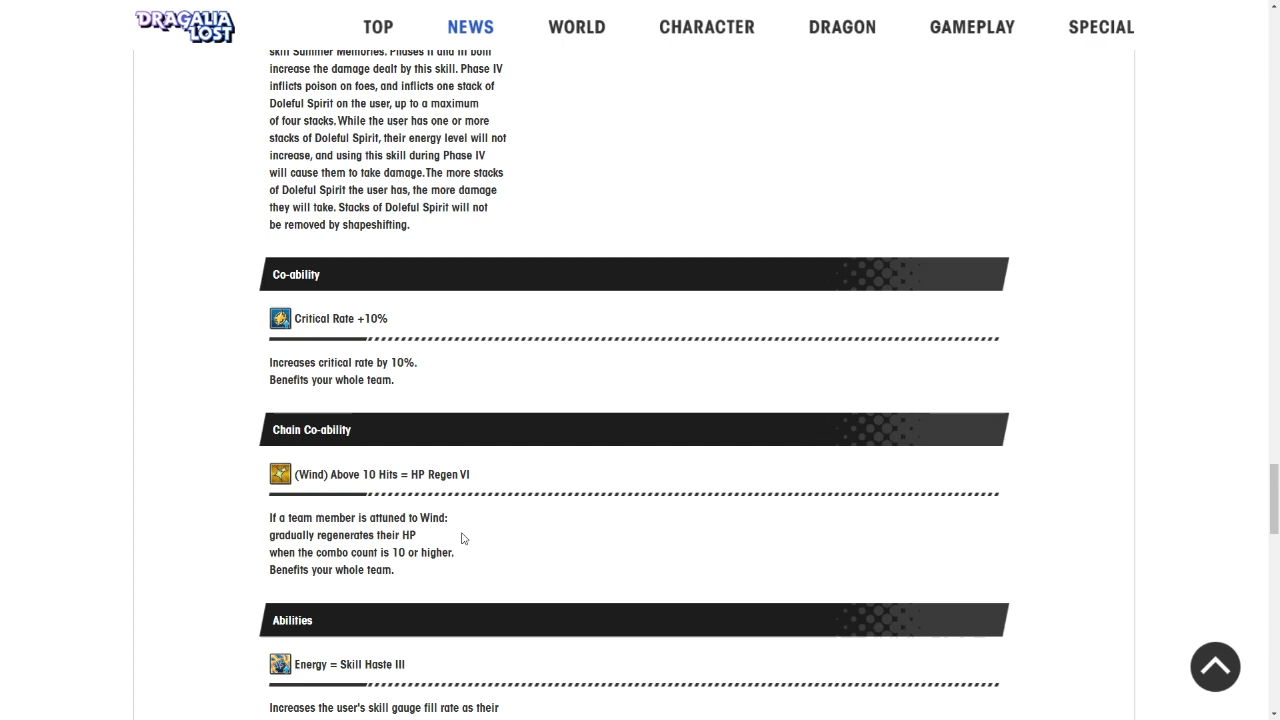 DRAGALIA
LOST
TOP NEWS WORLD CHARACTER DRAGON GAMEPLAY SPECIAL
skill Summer Memories. Phases II and III both
increase the damage dealt by this skill. Phase IV
inflicts poison on foes, and inflicts one stack of
Doleful Spirit on the user, up to a maximum
of four stacks. While the user has one or more
stacks of Doleful Spirit, their energy level will not
increase, and using this skill during Phase IV
will cause them to take damage. The more stacks
of Doleful Spirit the user has, the more damage
they will take. Stacks of Doleful Spirit will not
be removed by shapeshifting.
Co-ability
Critical Rate +10%
Increases critical rate by 10%.
Benefits your whole team.
Chain Co-ability
(Wind) Above 10 Hits = HP Regen VI
If a team member is attuned to Wind:
gradually regenerates their HP
when the combo count is 10 or higher.
Benefits your whole team.
Abilities
Energy = Skill Haste III
Increases the user's skill gauge fill rate as their